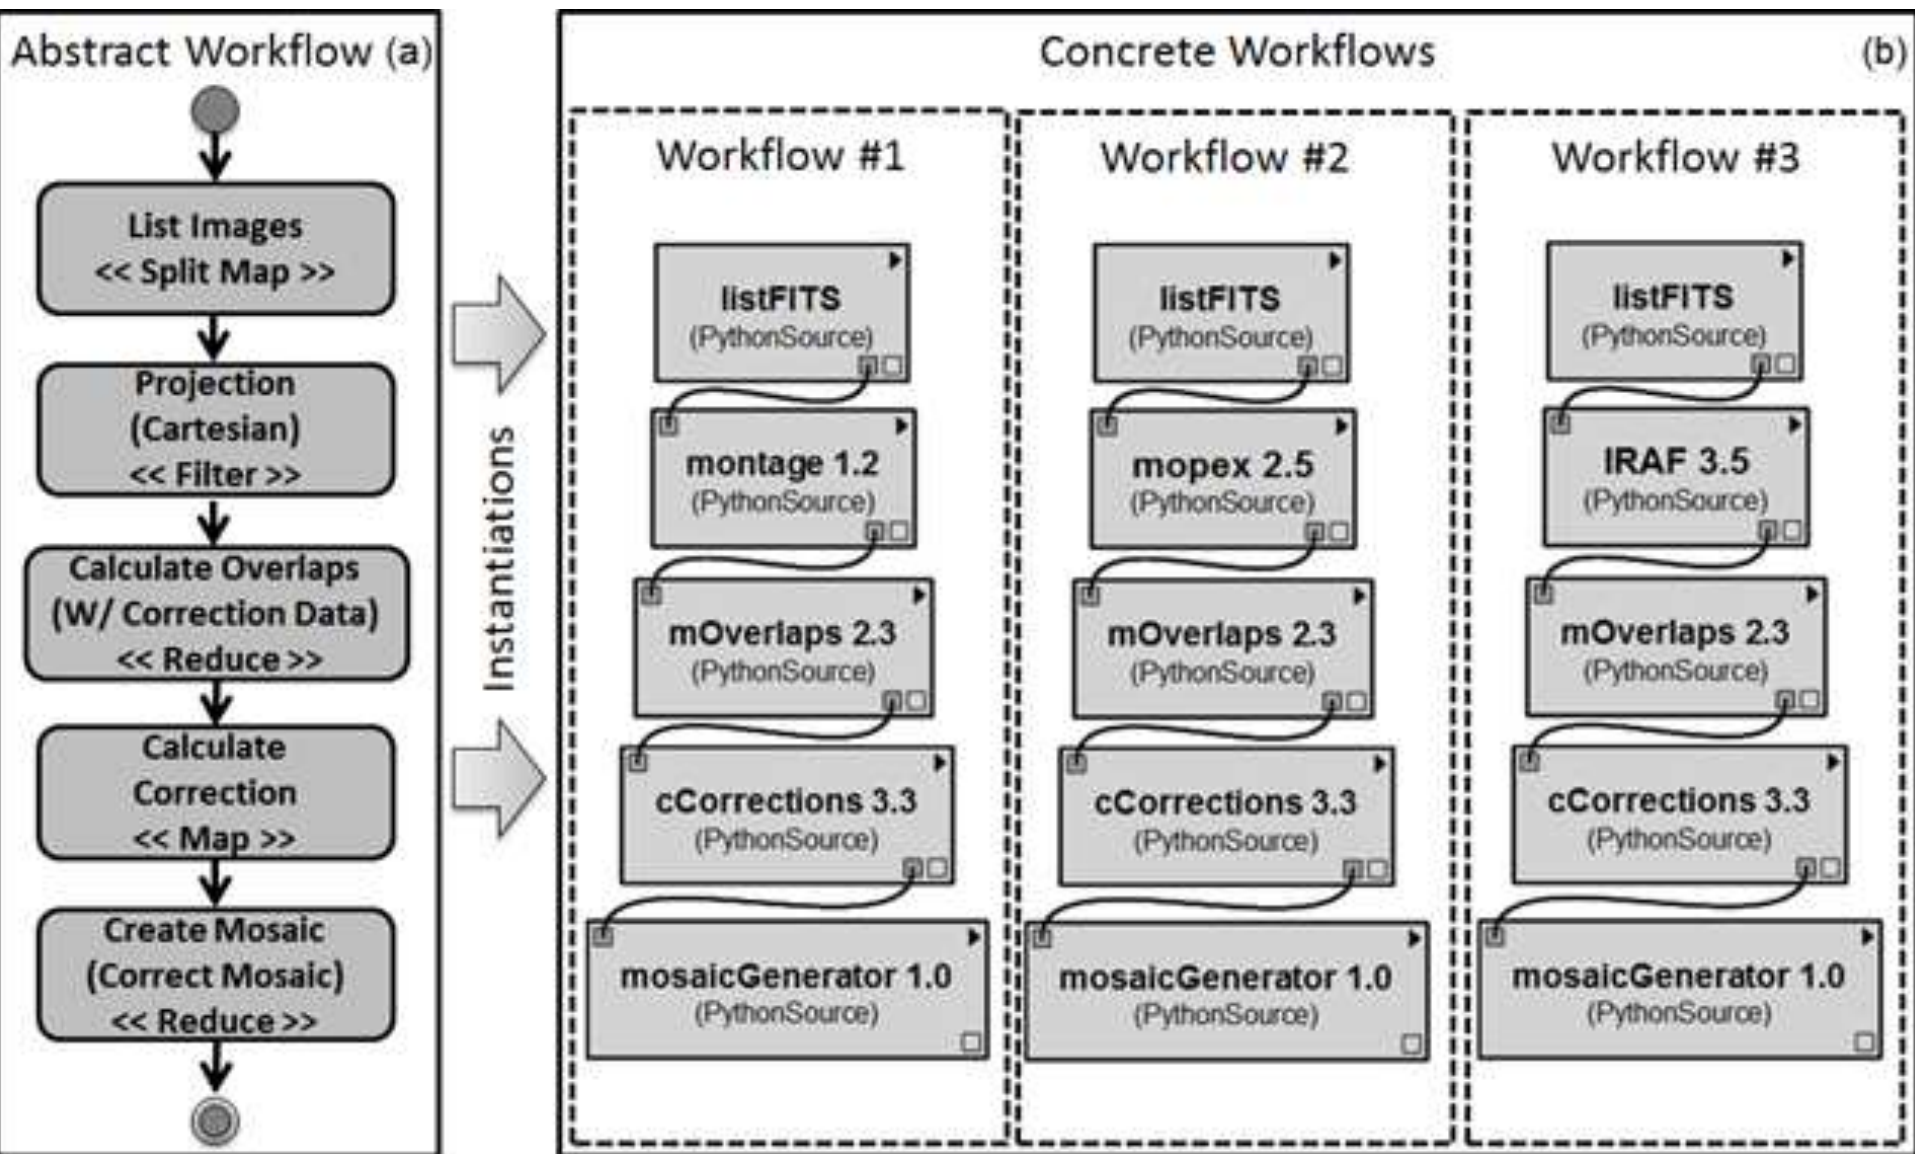 Abstract Workflow (a)
List Images
<< Split Map >>
Projection
(Cartesian)
<< Filter >>
Calculate Overlaps
(W/ Correction Data)
<< Reduce >>
Calculate
Correction
<< Map >>
Create Mosaic
(Correct Mosaic)
<< Reduce >>
Instantiations
Concrete Workflows
(b)
Workflow #1
listFITS
(PythonSource)
montage 1.2
(PythonSource)
mOverlaps 2.3
(PythonSource)
cCorrections 3.3
(PythonSource)
mosaicGenerator 1.0
(PythonSource)
Workflow #2
listFITS
(PythonSource)
mopex 2.5
(PythonSource)
mOverlaps 2.3
(PythonSource)
cCorrections 3.3
(PythonSource)
mosaicGenerator 1.0
(PythonSource)
Workflow #3
listFITS
(PythonSource)
IRAF 3.5
(PythonSource)
mOverlaps 2.3
(PythonSource)
cCorrections 3.3
(PythonSource)
mosaicGenerator 1.0
(PythonSource)